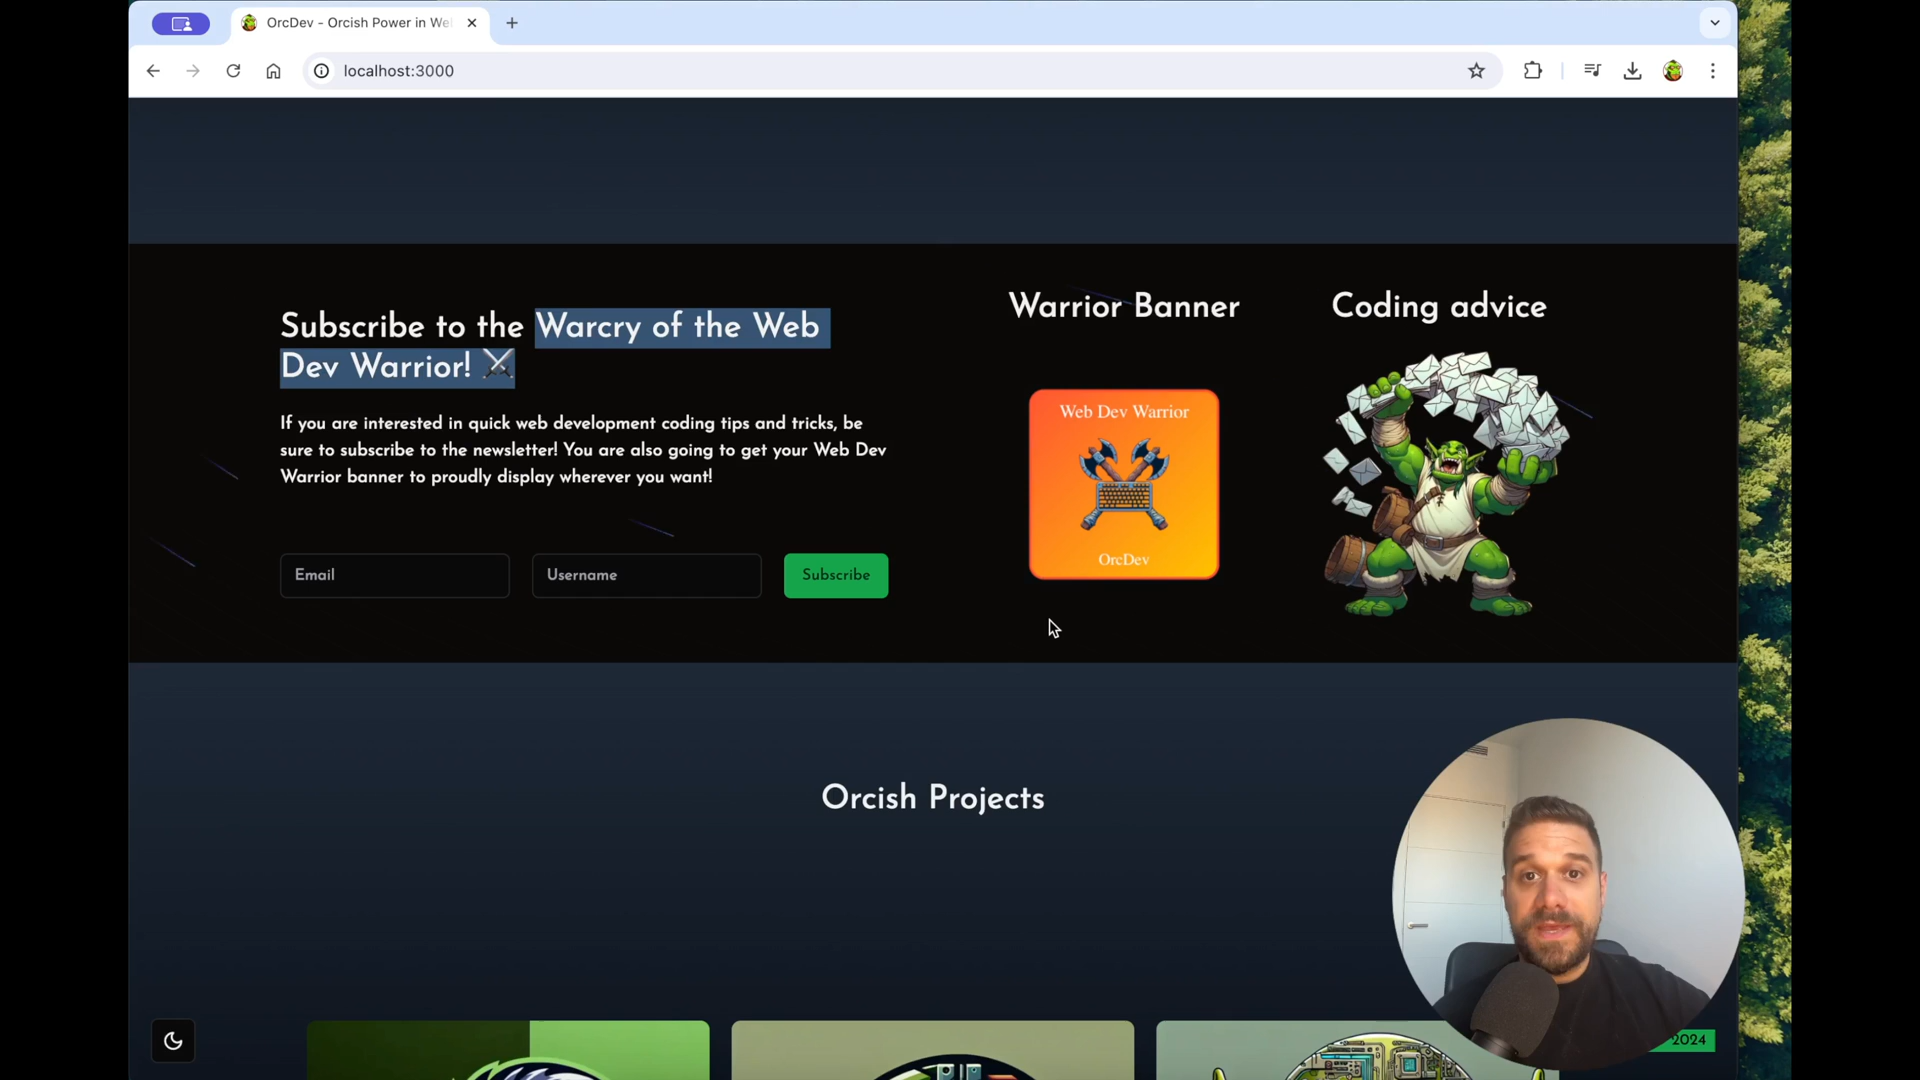 OrcDev - Orcish Power in We
localhost:3000
Subscribe to the Warcry of the Web
Dev Warrior! ⚔️
If you are interested in quick web development coding tips and tricks, be
sure to subscribe to the newsletter! You are also going to get your Web Dev
Warrior banner to proudly display wherever you want!
Email
Username
Subscribe
Warrior Banner
Web Dev Warrior
OrcDev
Coding advice
Orcish Projects
2024